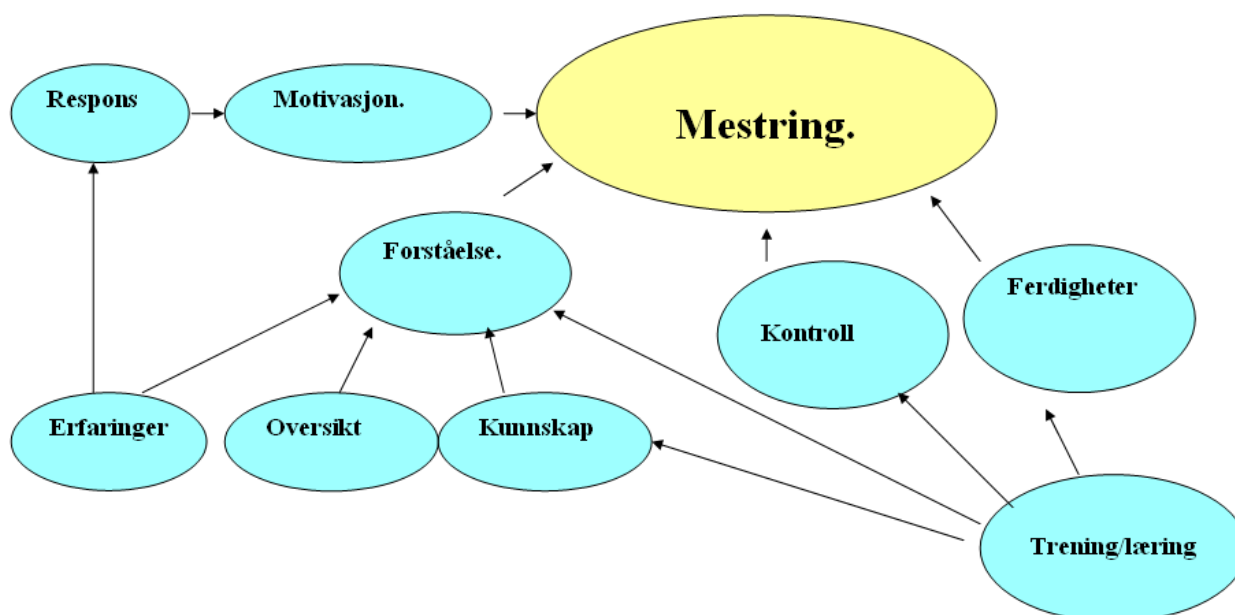 Respons
Motivasjon.
Mestring.
Forståelse.
Ferdigheter
Kontroll
Erfaringer
Oversikt
Kunnskap
Trening/læring